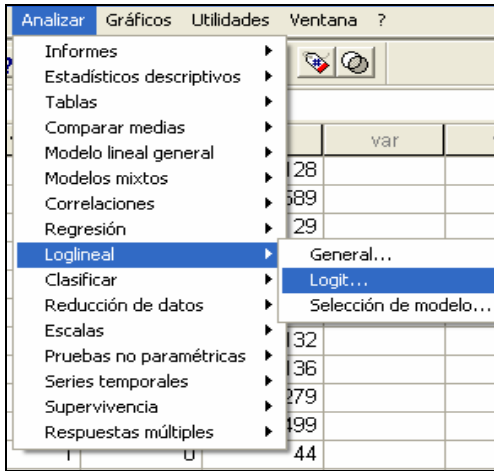 Analizar Gráficos Utilidades Ventana ?
Informes
Estadísticos descriptivos
Tablas
Comparar medias
var
Modelo lineal general
128
Modelos mixtos
589
Correlaciones
Regresión
29
Loglineal
General...
Clasificar
Logit...
Reducción de datos
Selección de modelo...
Escalas
132
Pruebas no paramétricas
136
Series temporales
279
Supervivencia
499
Respuestas múltiples
1 0 44